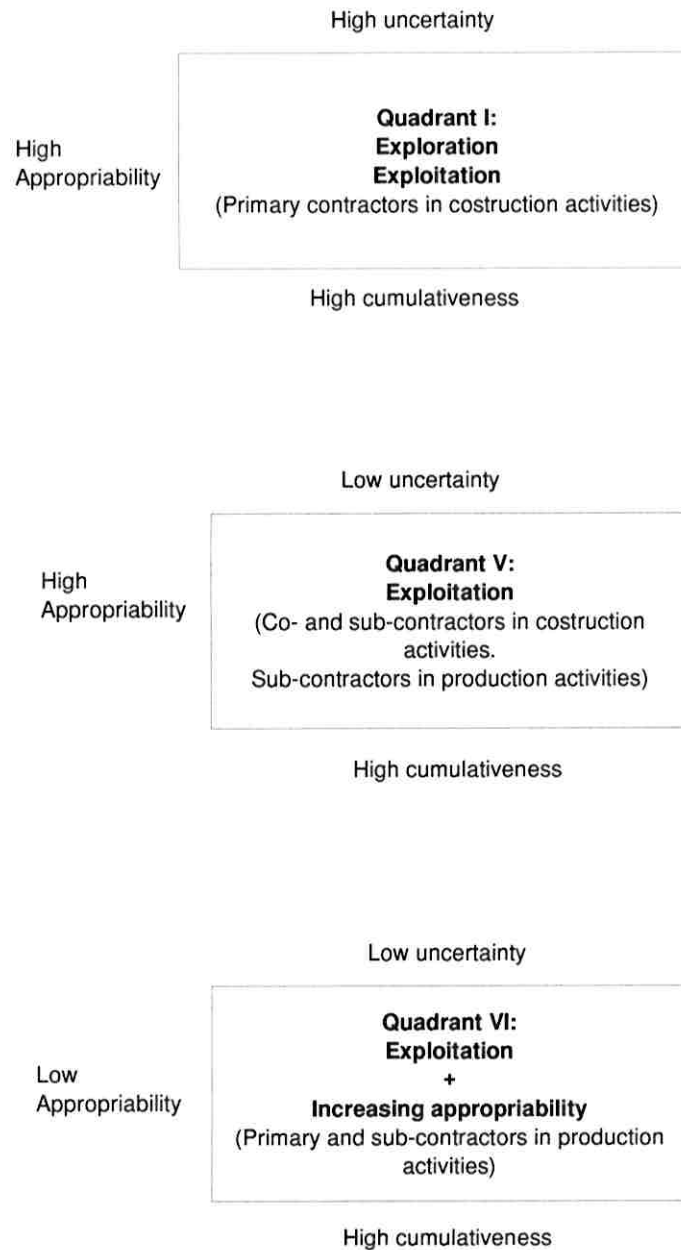 High uncertainty
High
Appropriability
Quadrant I:
Exploration
Exploitation
(Primary contractors in costruction activities)
High cumulativeness
Low uncertainty
High
Appropriability
Quadrant V:
Exploitation
(Co- and sub-contractors in costruction
activities.
Sub-contractors in production activities)
High cumulativeness
Low uncertainty
Low
Appropriability
Quadrant VI:
Exploitation
+
Increasing appropriability
(Primary and sub-contractors in production
activities)
High cumulativeness